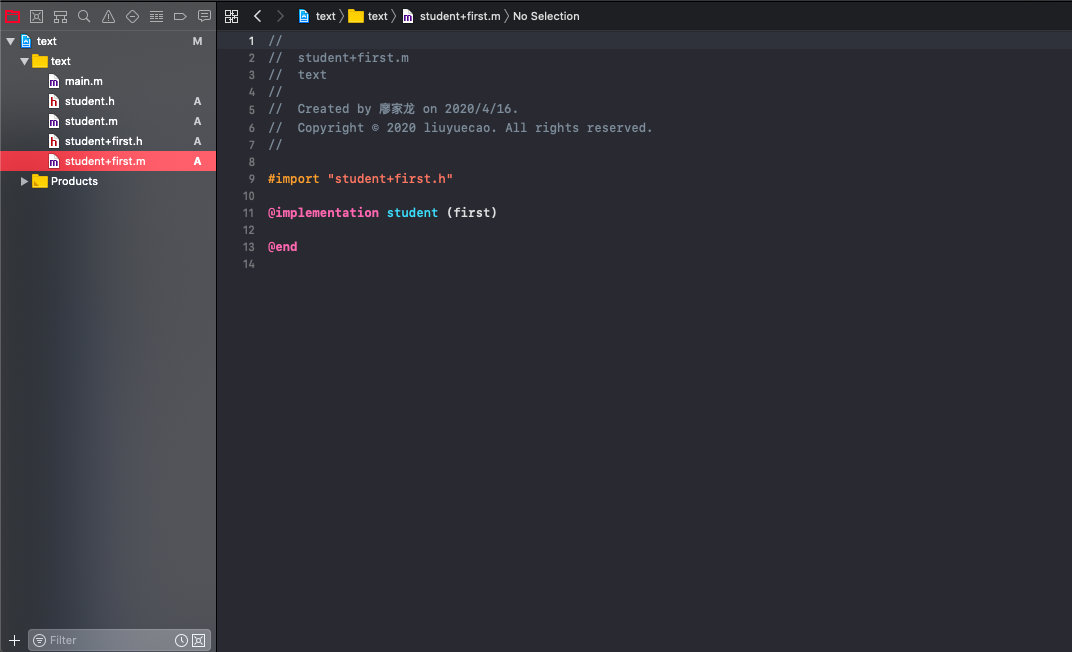 text 〉 text 〉 student+first.m 〉 No Selection
text M
text
main.m
student.h A
student.m A
student+first.h A
student+first.m A
Products
Filter
1 //
2 //  student+first.m
3 //  text
4 //
5 //  Created by 廖家龙 on 2020/4/16.
6 //  Copyright © 2020 liuyuecao. All rights reserved.
7 //
8
9 #import "student+first.h"
10
11 @implementation student (first)
12
13 @end
14